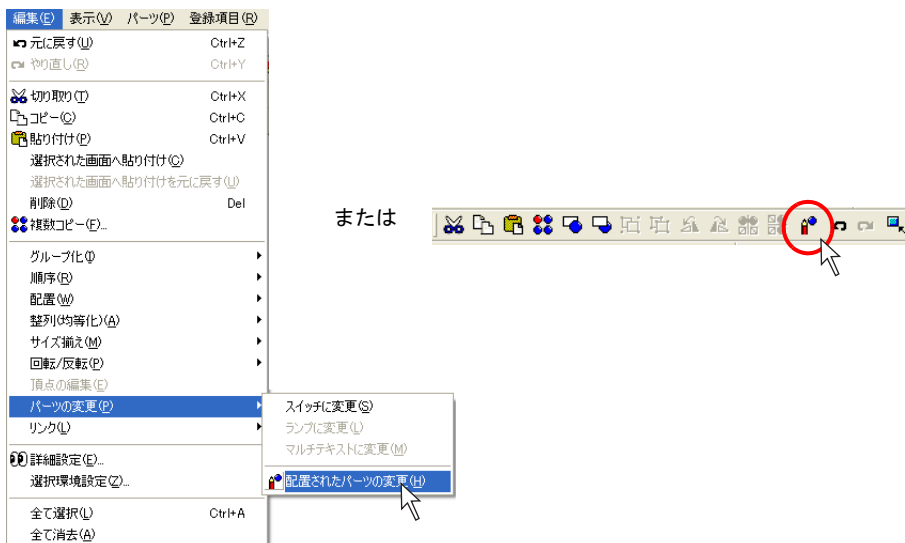 編集(E) 表示(V) パーツ(P) 登録項目(R)
元に戻す(U) Ctrl+Z
やり直し(R) Ctrl+Y
切り取り(T) Ctrl+X
コピー(C) Ctrl+C
貼り付け(P) Ctrl+V
選択された画面へ貼り付け(C)
選択された画面へ貼り付けを元に戻す(U)
削除(D) Del
複数コピー(F)...
グループ化(I)
順序(R)
配置(W)
整列(均等化)(A)
サイズ揃え(M)
回転/反転(P)
頂点の編集(E)
パーツの変更(P)
リンク(L)
詳細設定(E)...
選択環境設定(Z)...
全て選択(L) Ctrl+A
全て消去(A)
スイッチに変更(S)
ランプに変更(L)
マルチテキストに変更(M)
配置されたパーツの変更(H)
または